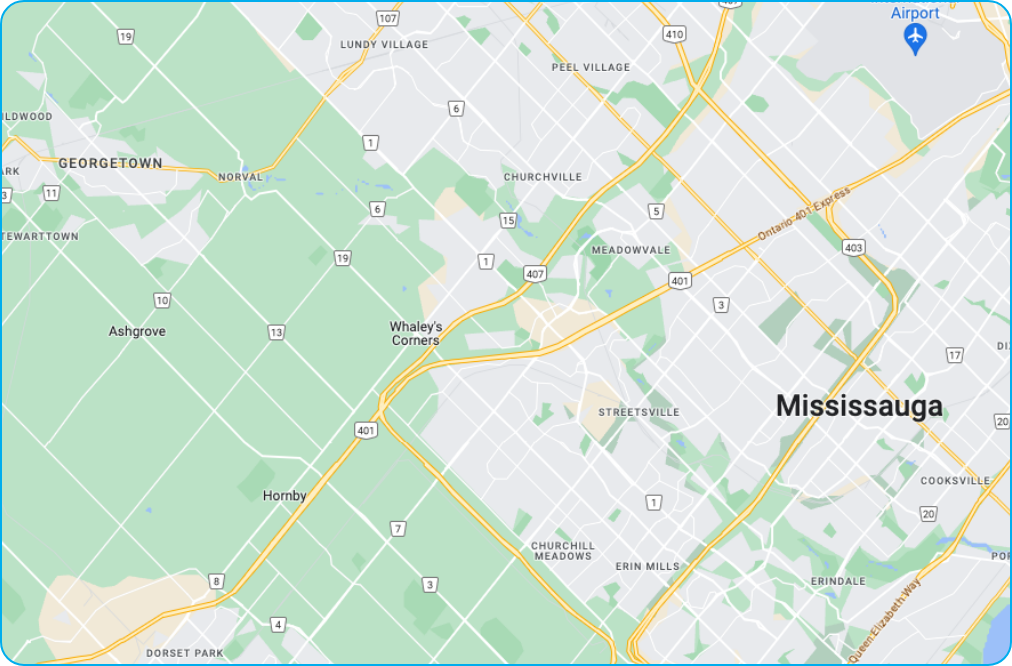 Airport
107
19
410
LUNDY VILLAGE
PEEL VILLAGE
6
ILDWOOD
1
GEORGETOWN
ARK
NORVAL
CHURCHVILLE
3
11
6
15
5
Ontario 401 Express
TEWARTTOWN
MEADOWVALE
403
19
1
407
401
10
3
Ashgrove
13
Whaley's
Corners
17
DI
Mississauga
STREETSVILLE
20
401
COOKSVILLE
Hornby
1
20
7
CHURCHILL
MEADOWS
POR
ERIN MILLS
8
3
ERINDALE
Queen Elizabeth Way
4
DORSET PARK